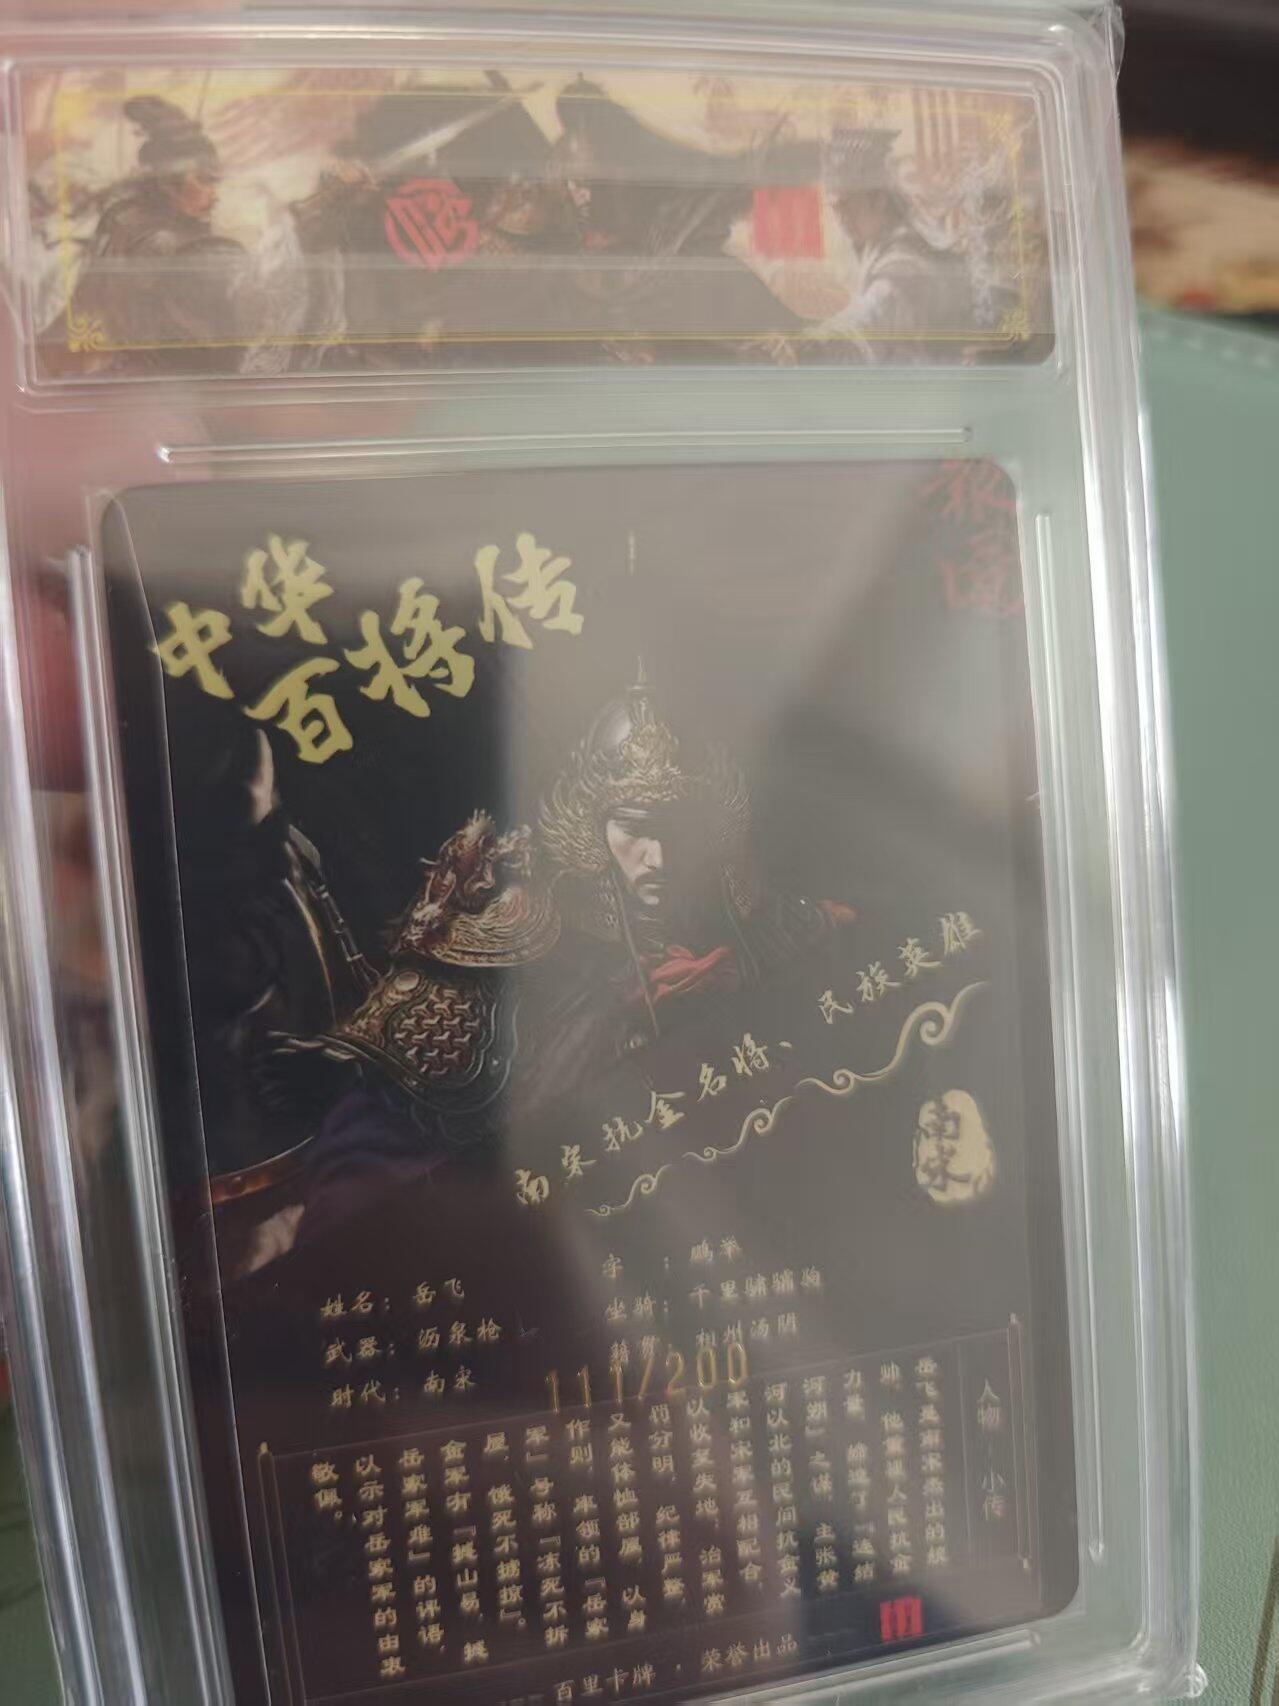 報
國
中华
百将传
南宋抗金名将、民族英雄
南宋
姓名：岳飞
字：鹏举
武器：沥泉枪
坐骑：千里骕骦驹
时代：南宋
籍贯：相州汤阴
111/200
人物小传
岳飞是南宋杰出的统
帅，他重视人民抗金
力量，缔造了“连结
河朔”之谋，主张黄
河以北的民间抗金义
军和宋军互相配合，
以收复失地；治军赏
罚分明，纪律严整，
又能体恤部属，以身
作则，率领的“岳家
军”号称“冻死不拆
屋，饿死不掳掠”。
金军有“撼山易，撼
岳家军难”的评语，
以示对岳家军的由衷
敬佩。
百里卡牌·荣誉出品